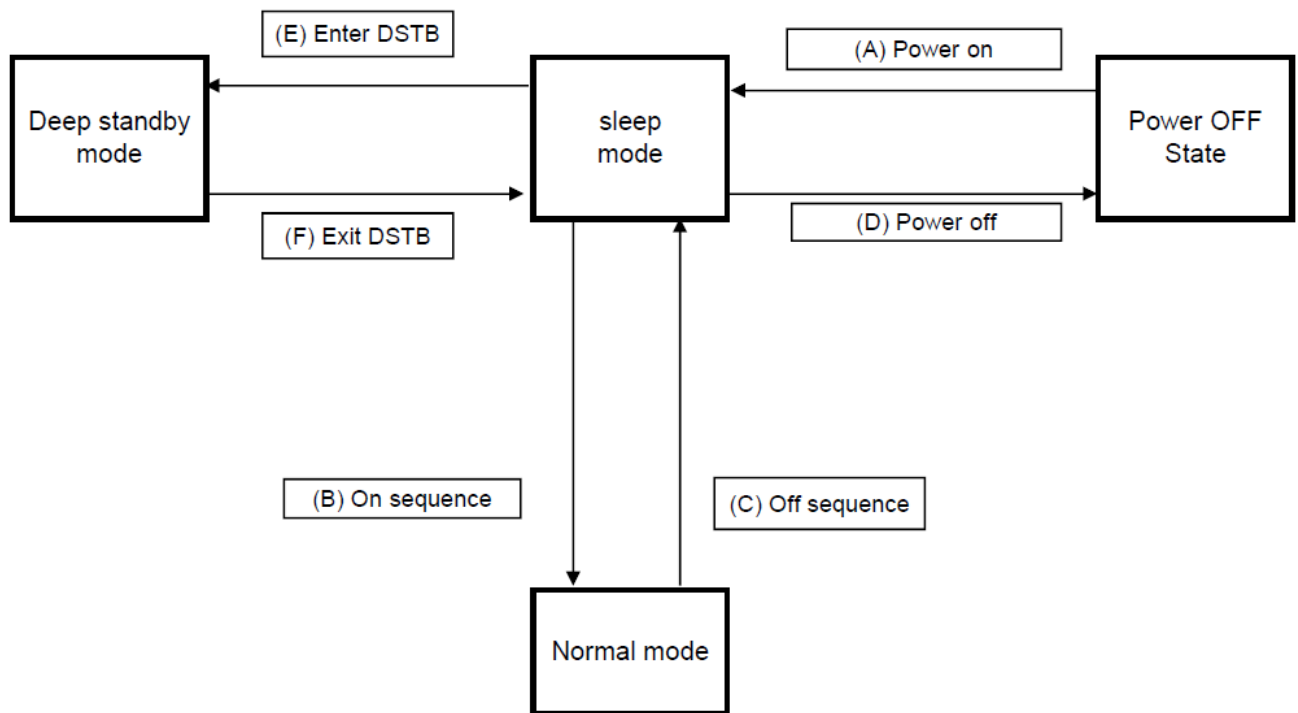 (E) Enter DSTB
(A) Power on
Deep standby
mode
sleep
mode
Power OFF
State
(F) Exit DSTB
(D) Power off
(B) On sequence
(C) Off sequence
Normal mode